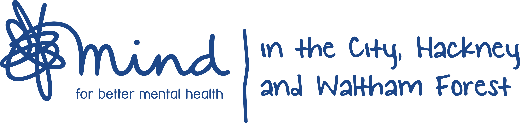 mind
for better mental health
in the City, Hackney
and Waltham Forest